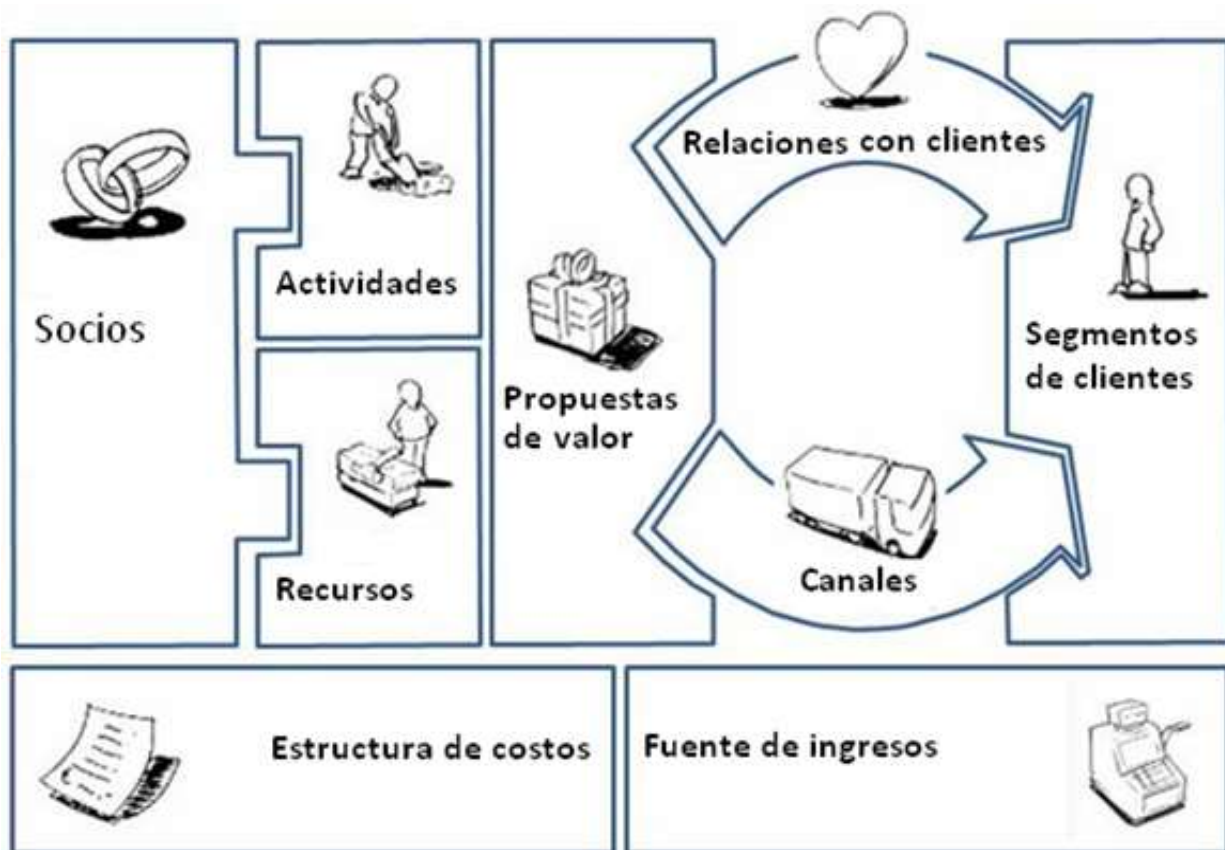 Socios
Actividades
Recursos
Propuestas
de valor
Relaciones con clientes
Canales
Segmentos
de clientes
Estructura de costos
Fuente de ingresos